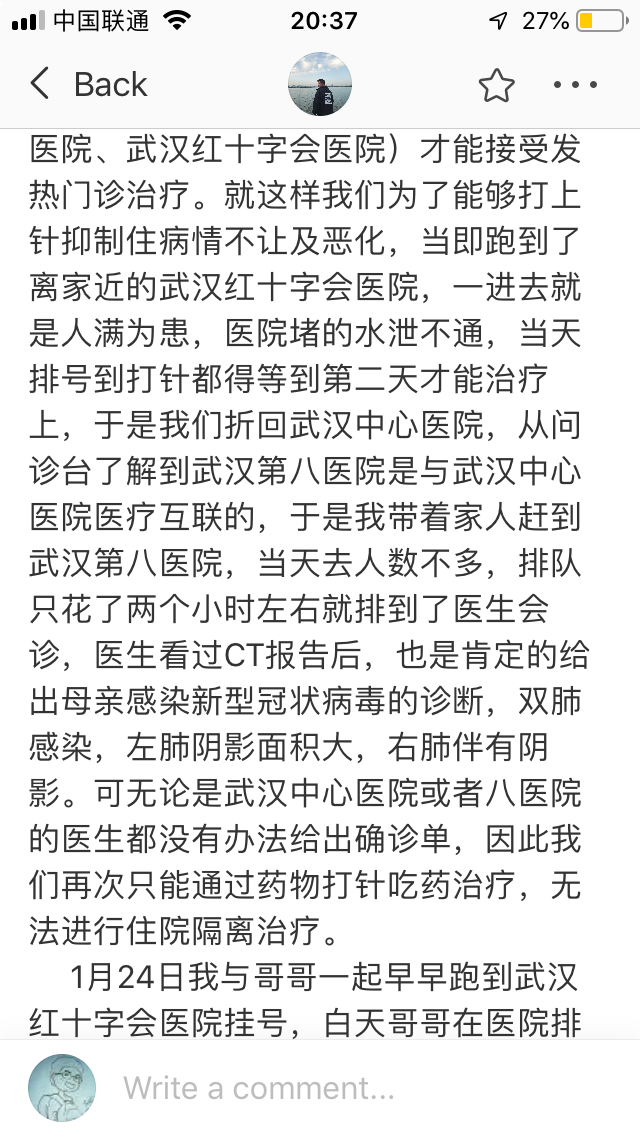 中国联通 20:37 27%
Back
医院、武汉红十字会医院）才能接受发
热门诊治疗。就这样我们为了能够打上
针抑制住病情不让及恶化，当即跑到了
离家近的武汉红十字会医院，一进去就
是人满为患，医院堵的水泄不通，当天
排号到打针都得等到第二天才能治疗
上，于是我们折回武汉中心医院，从问
诊台了解到武汉第八医院是与武汉中心
医院医疗互联的，于是我带着家人赶到
武汉第八医院，当天去人数不多，排队
只花了两个小时左右就排到了医生会
诊，医生看过CT报告后，也是肯定的给
出母亲感染新型冠状病毒的诊断，双肺
感染，左肺阴影面积大，右肺伴有阴
影。可无论是武汉中心医院或者八医院
的医生都没有办法给出确诊单，因此我
们再次只能通过药物打针吃药治疗，无
法进行住院隔离治疗。
1月24日我与哥哥一起早早跑到武汉
红十字会医院挂号，白天哥哥在医院排
Write a comment...